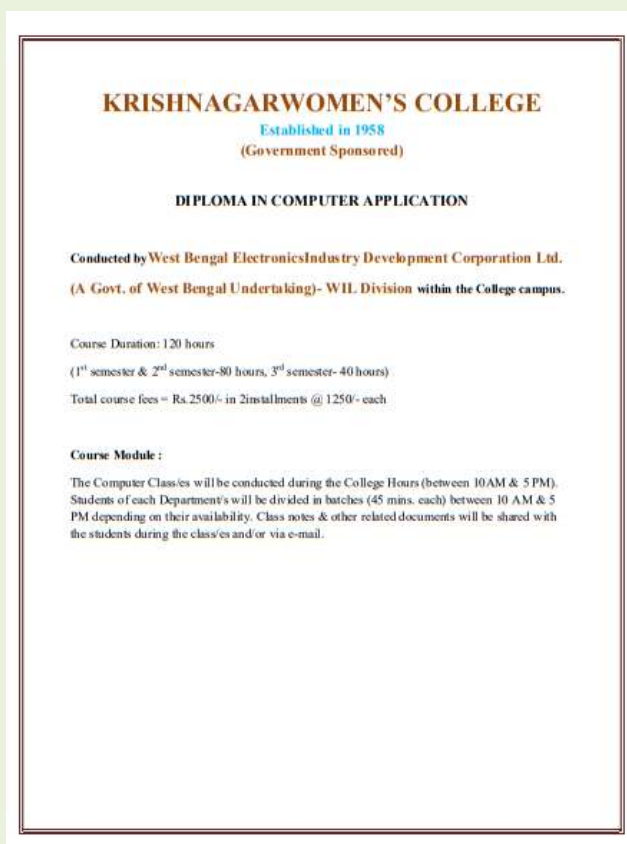 KRISHNAGARWOMEN'S COLLEGE
Established in 1958
(Government Sponsored)
DIPLOMA IN COMPUTER APPLICATION
Conducted by West Bengal ElectronicsIndustry Development Corporation Ltd.
(A Govt. of West Bengal Undertaking)- WIL Division within the College campus.
Course Duration: 120 hours
(1st semester & 2nd semester-80 hours, 3rd semester- 40 hours)
Total course fees = Rs.2500/- in 2installments @ 1250/- each
Course Module :
The Computer Class/es will be conducted during the College Hours (between 10AM & 5 PM).
Students of each Department/s will be divided in batches (45 mins. each) between 10 AM & 5
PM depending on their availability. Class notes & other related documents will be shared with
the students during the class/es and/or via e-mail.